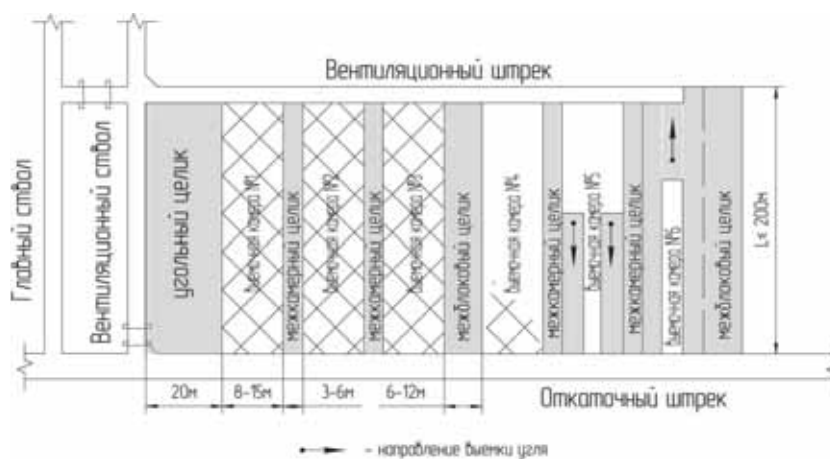 Вентиляционный штрек
Главный ствол
Вентиляционный ствол
угольный целик
Выемочная камера №1
межкамерный целик
Выемочная камера №2
межкамерный целик
Выемочная камера №3
межблоковый целик
Выемочная камера №4
межкамерный целик
Выемочная камера №5
межкамерный целик
Выемочная камера №6
межблоковый целик
L≤ 200м
20м
8-15м
3-6м
6-12м
Откаточный штрек
- направление выемки угля